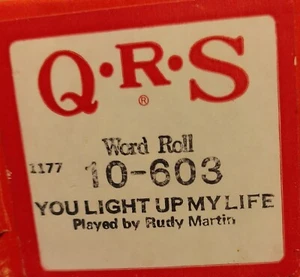 Q·R·S
®
Word Roll
1177 10-603
YOU LIGHT UP MY LIFE
Played by Rudy Martin